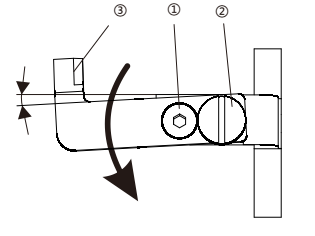 ③ ① ②